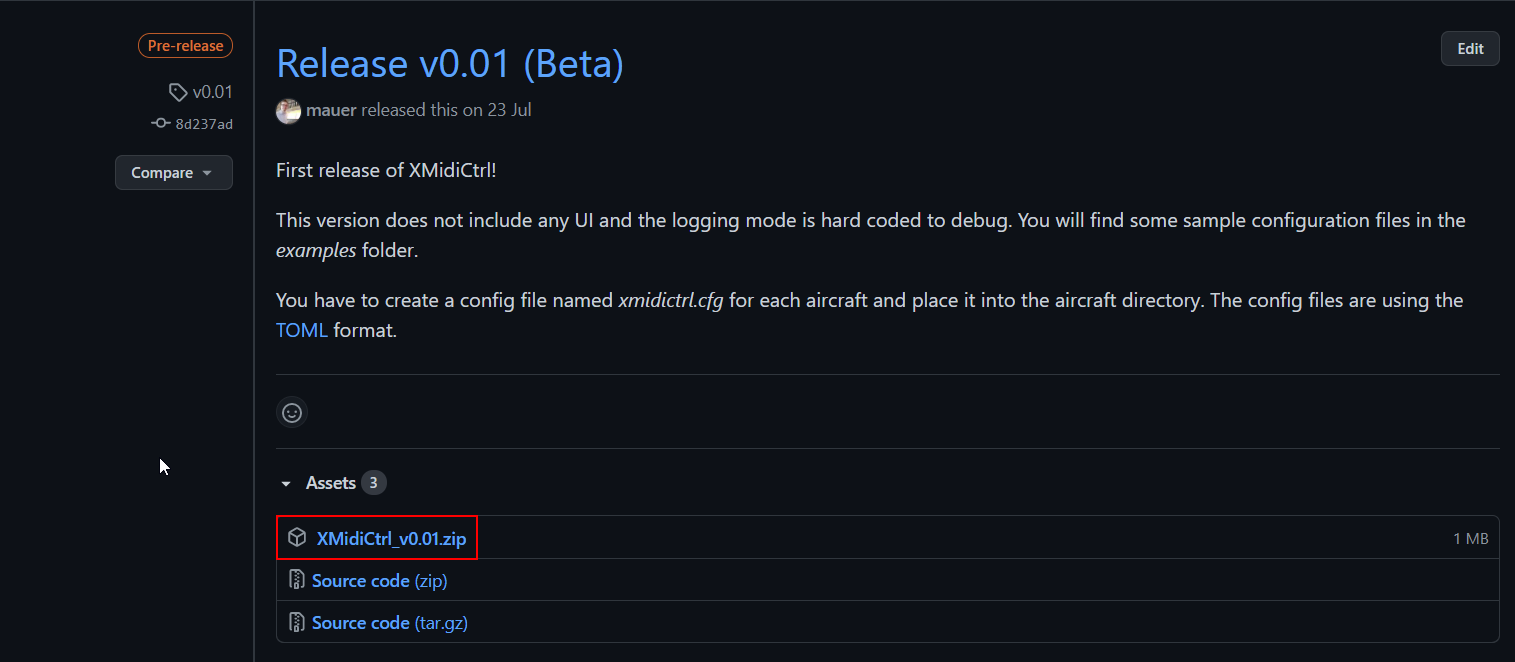 Pre-release
v0.01
8d237ad
Compare
Release v0.01 (Beta)
Edit
mauer released this on 23 Jul
First release of XMidiCtrl!
This version does not include any UI and the logging mode is hard coded to debug. You will find some sample configuration files in the
examples folder.
You have to create a config file named xmidictrl.cfg for each aircraft and place it into the aircraft directory. The config files are using the
TOML format.
Assets 3
XMidiCtrl_v0.01.zip 1 MB
Source code (zip)
Source code (tar.gz)